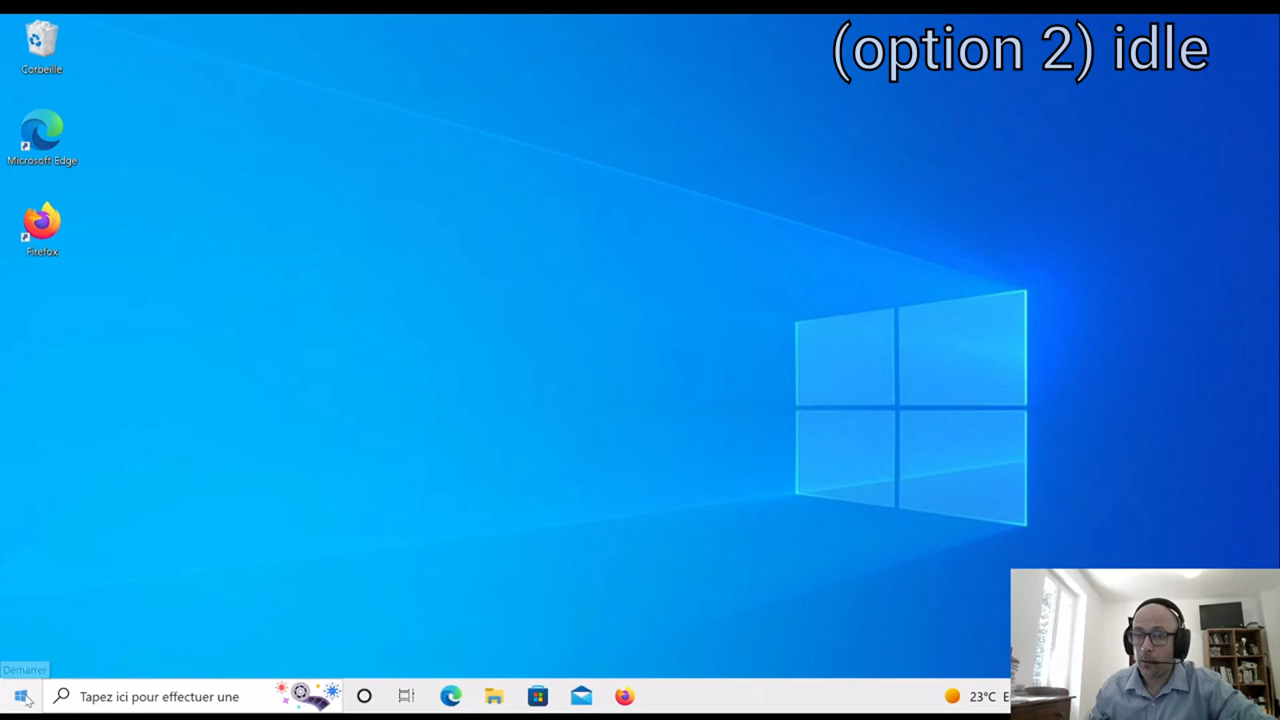 (option 2) idle
Corbeille
Microsoft Edge
Firefox
Démarrer
Tapez ici pour effectuer une
23°C E